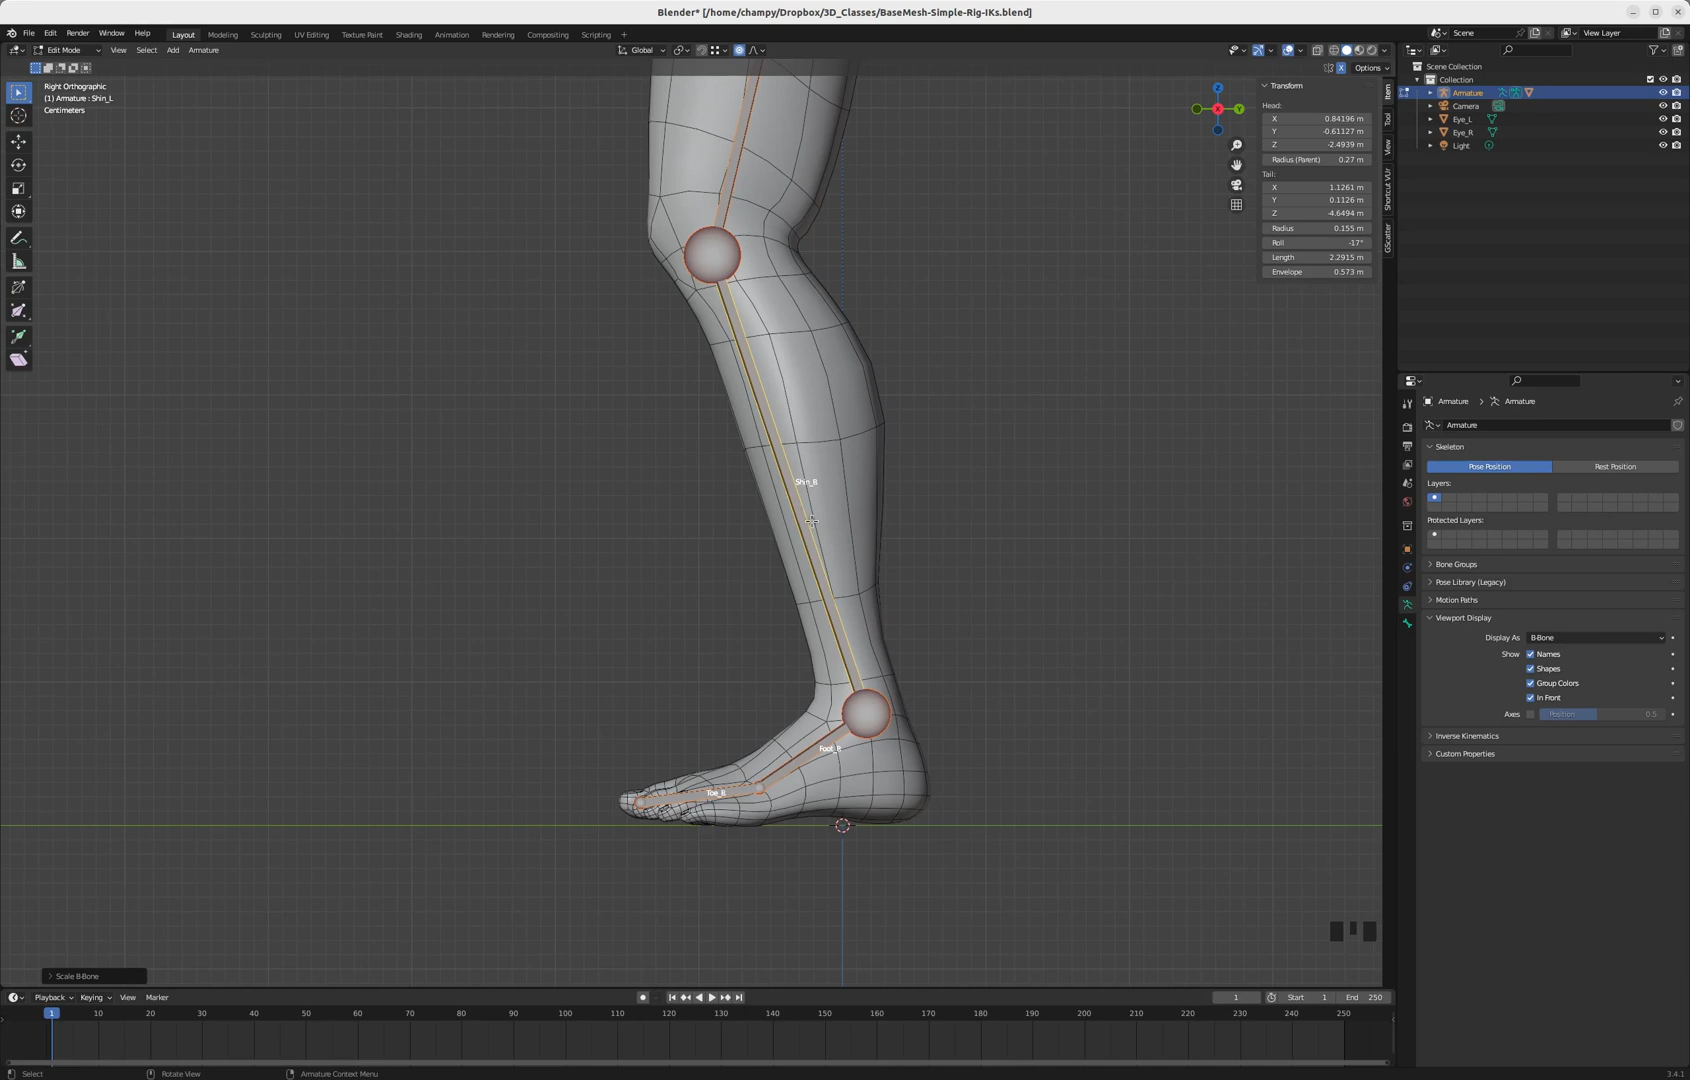 Blender* [/home/champy/Dropbox/3D_Classes/BaseMesh-Simple-Rig-IKs.blend]
File Edit Render Window Help Layout Modeling Sculpting UV Editing Texture Paint Shading Animation Rendering Compositing Scripting + Scene View Layer
Edit Mode View Select Add Armature Global
X Options
Right Orthographic
(1) Armature : Shin_L
Centimeters
Z
X
Y
Transform
Head:
X 0.84196 m
Y -0.61127 m
Z -2.4939 m
Radius (Parent) 0.27 m
Tail:
X 1.1261 m
Y 0.1126 m
Z -4.6494 m
Radius 0.155 m
Roll -17°
Length 2.2915 m
Envelope 0.573 m
Item
Tool
View
Shortcut VUr
GScatter
Shin_R
Foot_R
Toe_R
Scale B-Bone
Scene Collection
Collection
Armature
Camera
Eye_L
Eye_R
Light
Armature > Armature
Armature
Skeleton
Pose Position Rest Position
Layers:
Protected Layers:
Bone Groups
Pose Library (Legacy)
Motion Paths
Viewport Display
Display As B-Bone
Show Names
Shapes
Group Colors
In Front
Axes Position 0.5
Inverse Kinematics
Custom Properties
Playback Keying View Marker 1 Start 1 End 250
1 10 20 30 40 50 60 70 80 90 100 110 120 130 140 150 160 170 180 190 200 210 220 230 240 250
Select Rotate View Armature Context Menu 3.4.1